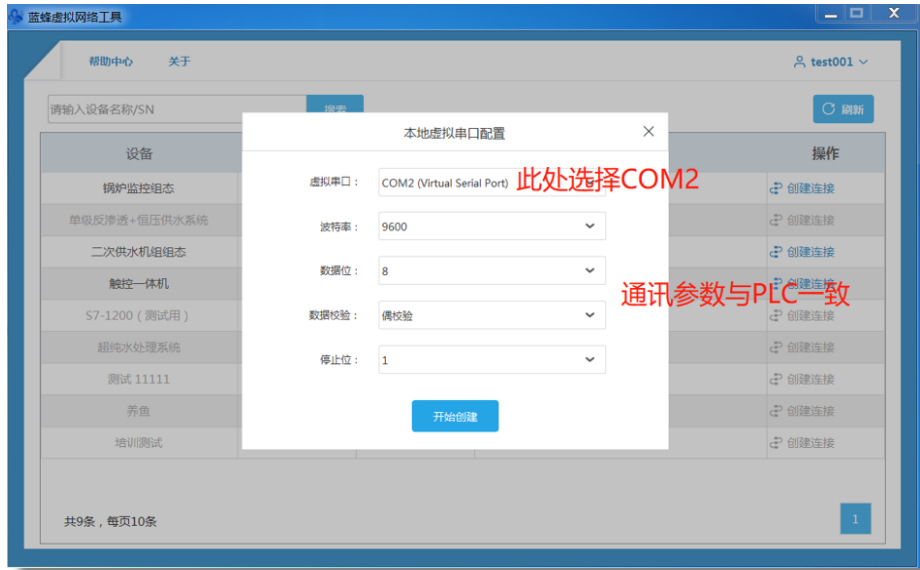 蓝蜂虚拟网络工具
帮助中心 关于 test001
请输入设备名称/SN 搜索 刷新
本地虚拟串口配置
设备 操作
虚拟串口： COM2 (Virtual Serial Port) 此处选择COM2
锅炉监控组态 创建连接
单级反渗透+恒压供水系统 创建连接
波特率： 9600
二次供水机组组态 创建连接
数据位： 8
触控一体机 创建连接
通讯参数与PLC一致
S7-1200（测试用） 创建连接
数据校验： 偶校验
超纯水处理系统 创建连接
停止位： 1
测试 11111 创建连接
养鱼 创建连接
开始创建
培训测试 创建连接
共9条，每页10条 1